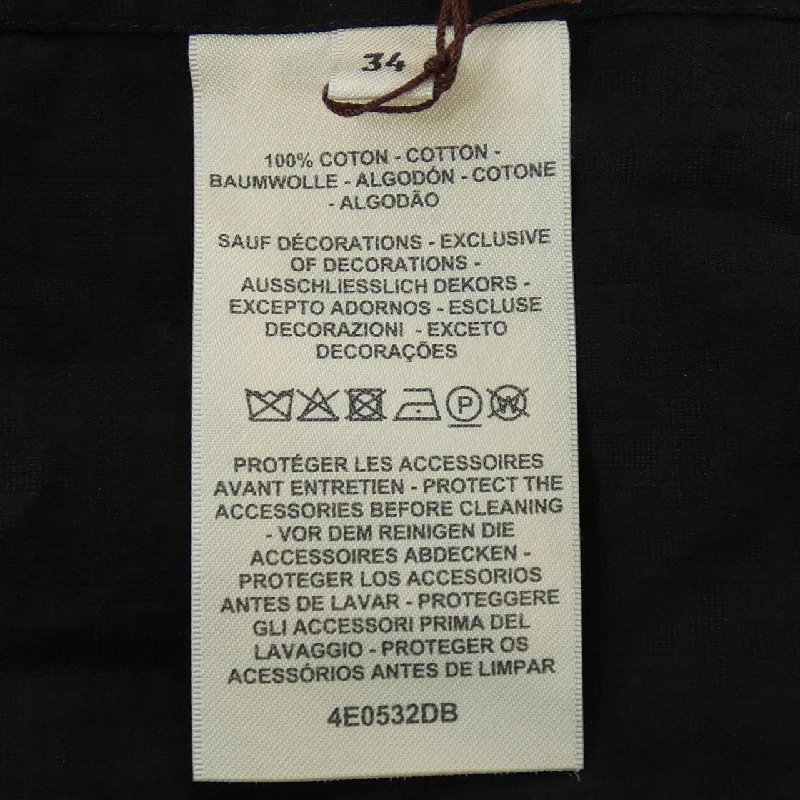 34
100% COTON - COTTON -
BAUMWOLLE - ALGODÓN - COTONE
- ALGODÃO
SAUF DÉCORATIONS - EXCLUSIVE
OF DECORATIONS -
AUSSCHLIESSLICH DEKORS -
EXCEPTO ADORNOS - ESCLUSE
DECORAZIONI - EXCETO
DECORAÇÕES
P W
PROTÉGER LES ACCESSOIRES
AVANT ENTRETIEN - PROTECT THE
ACCESSORIES BEFORE CLEANING
- VOR DEM REINIGEN DIE
ACCESSOIRES ABDECKEN -
PROTEGER LOS ACCESORIOS
ANTES DE LAVAR - PROTEGGERE
GLI ACCESSORI PRIMA DEL
LAVAGGIO - PROTEGER OS
ACESSÓRIOS ANTES DE LIMPAR
4E0532DB